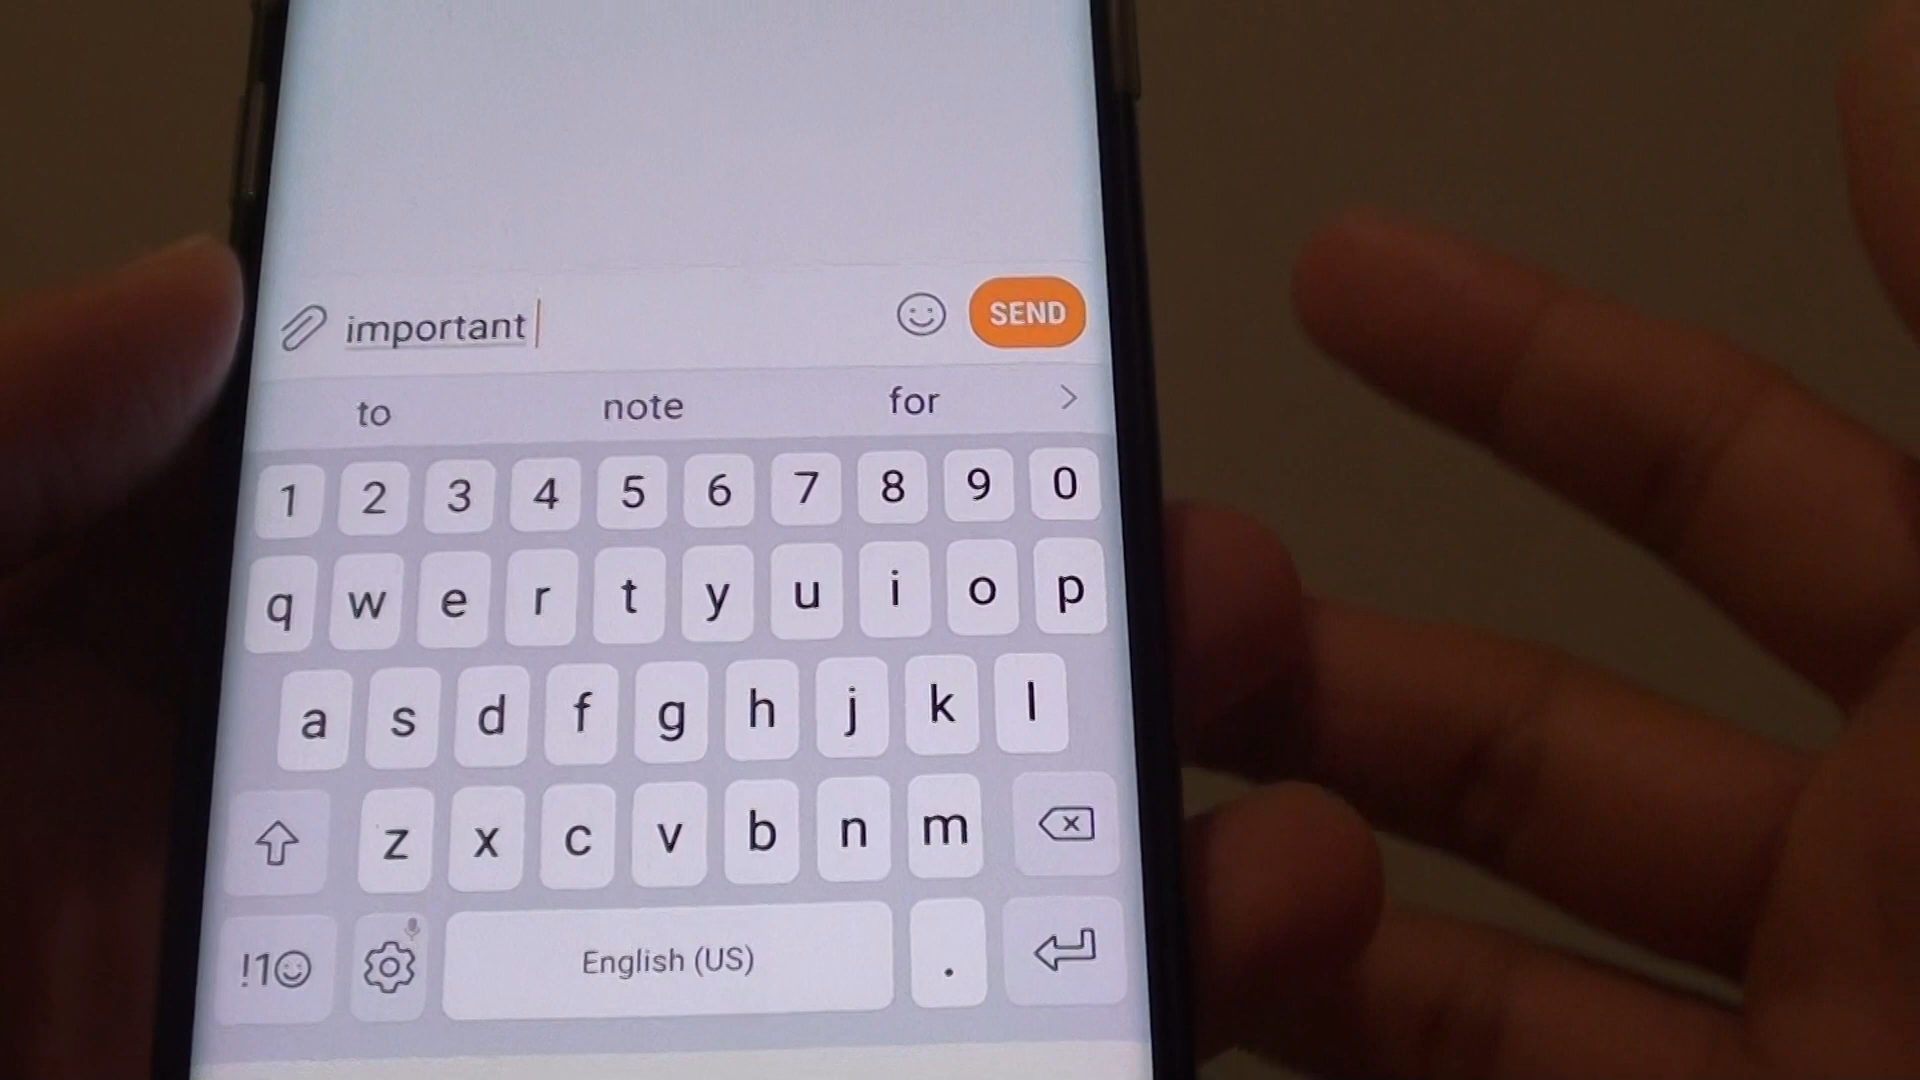 important SEND
to note for
1 2 3 4 5 6 7 8 9 0
q w e r t y u i o p
a s d f g h j k l
z x c v b n m
!1☺ English (US) .